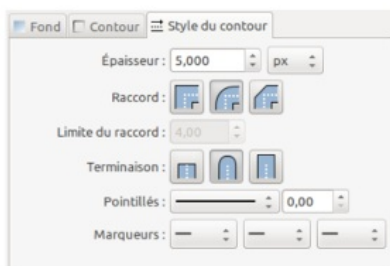 Fond Contour Style du contour
Épaisseur : 5,000 px
Raccord :
Limite du raccord : 4,00
Terminaison :
Pointillés : 0,00
Marqueurs :